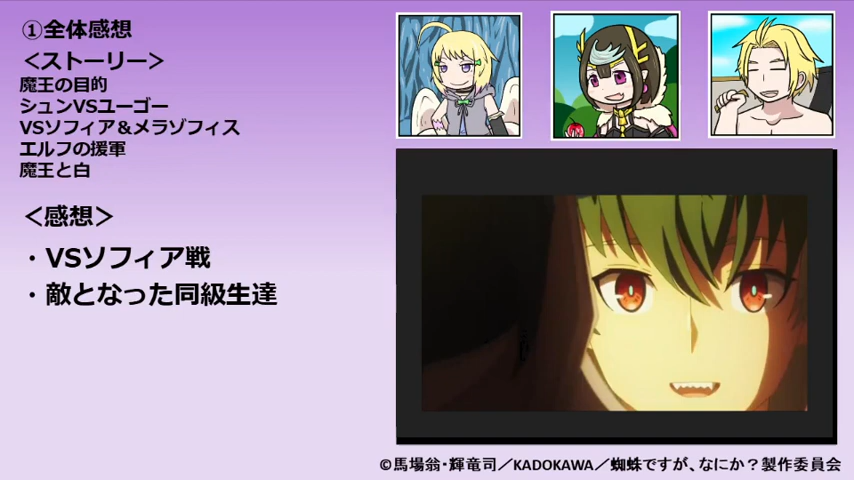 ①全体感想
＜ストーリー＞
魔王の目的
シュンVSユーゴー
VSソフィア＆メラゾフィス
エルフの援軍
魔王と白
＜感想＞
・VSソフィア戦
・敵となった同級生達
©馬場翁・輝竜司／KADOKAWA／蜘蛛ですが、なにか？製作委員会